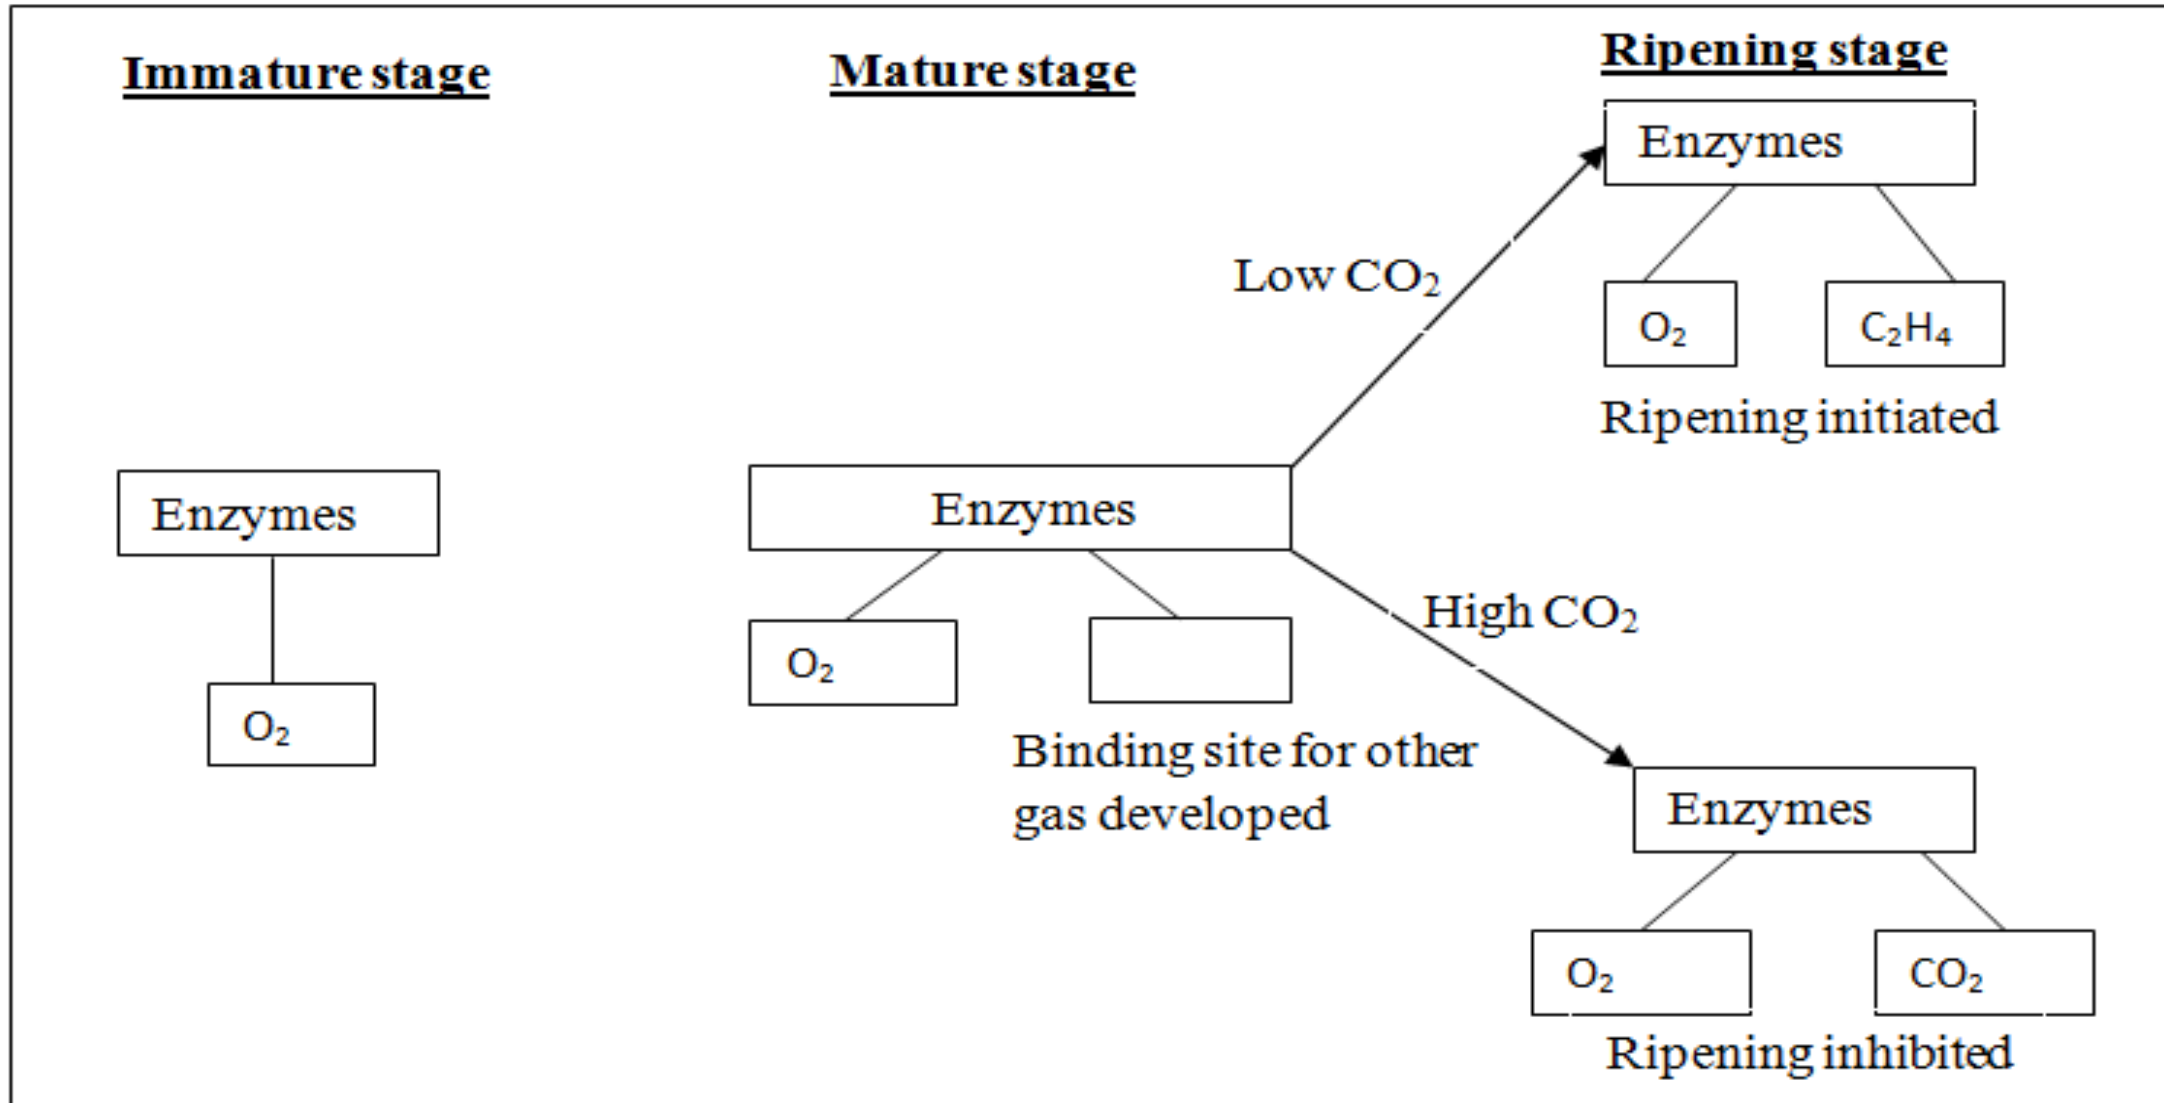 Immature stage
Mature stage
Ripening stage
Enzymes
Low CO₂
O₂
C₂H₄
Ripening initiated
Enzymes
Enzymes
O₂
O₂
High CO₂
Binding site for other
gas developed
Enzymes
O₂
CO₂
Ripening inhibited